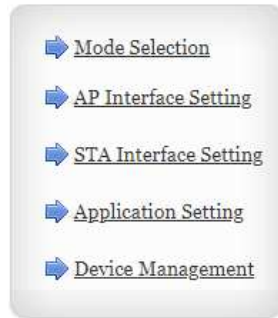 Mode Selection
AP Interface Setting
STA Interface Setting
Application Setting
Device Management